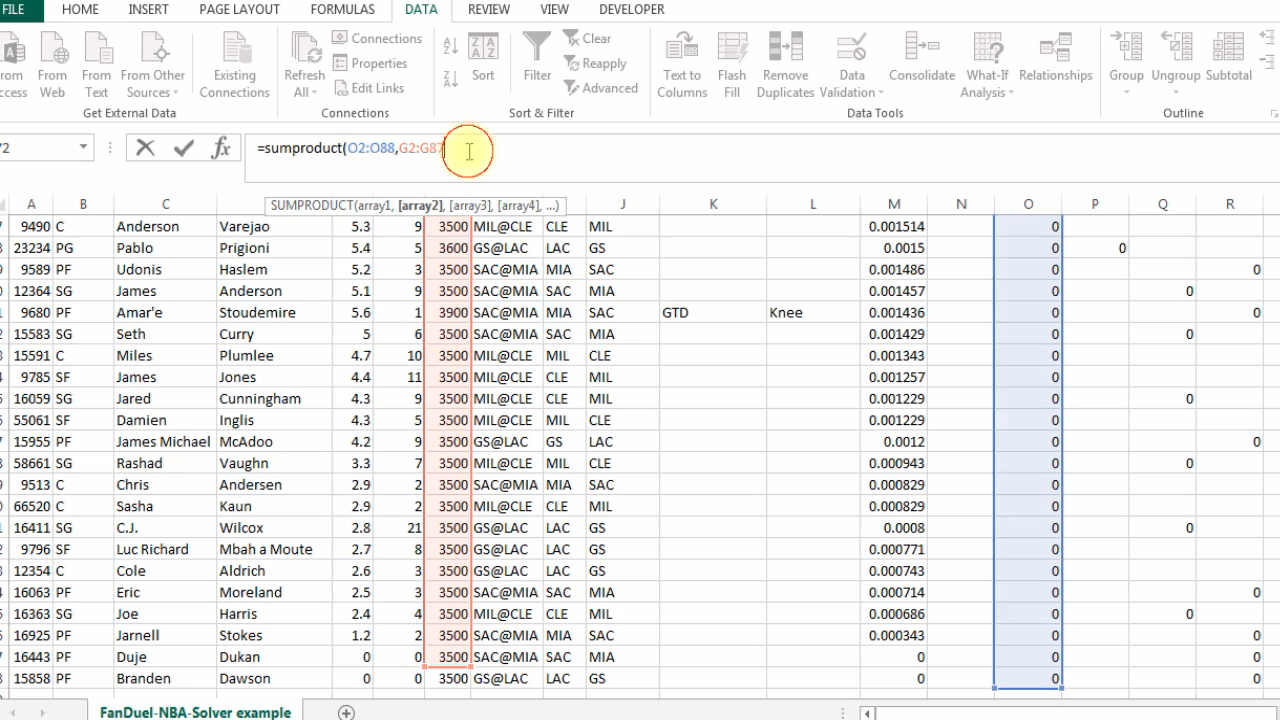 FILE HOME INSERT PAGE LAYOUT FORMULAS DATA REVIEW VIEW DEVELOPER
From Access
From Web
From Text
From Other Sources
Existing Connections
Refresh All
Connections
Properties
Edit Links
Sort
Filter
Clear
Reapply
Advanced
Text to Columns
Flash Fill
Remove Duplicates
Data Validation
Consolidate
What-If Analysis
Relationships
Group
Ungroup
Subtotal
Get External Data Connections Sort & Filter Data Tools Outline
=sumproduct(O2:O88,G2:G87
SUMPRODUCT(array1, [array2], [array3], [array4], ...)
A B C J K L M N O P Q R
9490 C Anderson Varejao 5.3 9 3500 MIL@CLE CLE MIL 0.001514 0
23234 PG Pablo Prigioni 5.4 5 3600 GS@LAC LAC GS 0.0015 0 0
9589 PF Udonis Haslem 5.2 3 3500 SAC@MIA MIA SAC 0.001486 0 0
12364 SG James Anderson 5.1 9 3500 SAC@MIA SAC MIA 0.001457 0 0
9680 PF Amar'e Stoudemire 5.6 1 3900 SAC@MIA MIA SAC GTD Knee 0.001436 0 0
15583 SG Seth Curry 5 6 3500 SAC@MIA SAC MIA 0.001429 0 0
15591 C Miles Plumlee 4.7 10 3500 MIL@CLE MIL CLE 0.001343 0
9785 SF James Jones 4.4 11 3500 MIL@CLE CLE MIL 0.001257 0
16059 SG Jared Cunningham 4.3 9 3500 MIL@CLE CLE MIL 0.001229 0 0
55061 SF Damien Inglis 4.3 5 3500 MIL@CLE MIL CLE 0.001229 0
15955 PF James Michael McAdoo 4.2 9 3500 GS@LAC GS LAC 0.0012 0 0
58661 SG Rashad Vaughn 3.3 7 3500 MIL@CLE MIL CLE 0.000943 0 0
9513 C Chris Andersen 2.9 2 3500 SAC@MIA MIA SAC 0.000829 0
66520 C Sasha Kaun 2.9 2 3500 MIL@CLE CLE MIL 0.000829 0
16411 SG C.J. Wilcox 2.8 21 3500 GS@LAC LAC GS 0.0008 0 0
9796 SF Luc Richard Mbah a Moute 2.7 8 3500 GS@LAC LAC GS 0.000771 0
12354 C Cole Aldrich 2.6 3 3500 GS@LAC LAC GS 0.000743 0
16063 PF Eric Moreland 2.5 3 3500 SAC@MIA SAC MIA 0.000714 0 0
16363 SG Joe Harris 2.4 4 3500 MIL@CLE CLE MIL 0.000686 0 0
16925 PF Jarnell Stokes 1.2 2 3500 SAC@MIA MIA SAC 0.000343 0 0
16443 PF Duje Dukan 0 0 3500 SAC@MIA SAC MIA 0 0 0
15858 PF Branden Dawson 0 0 3500 GS@LAC LAC GS 0 0 0
FanDuel-NBA-Solver example